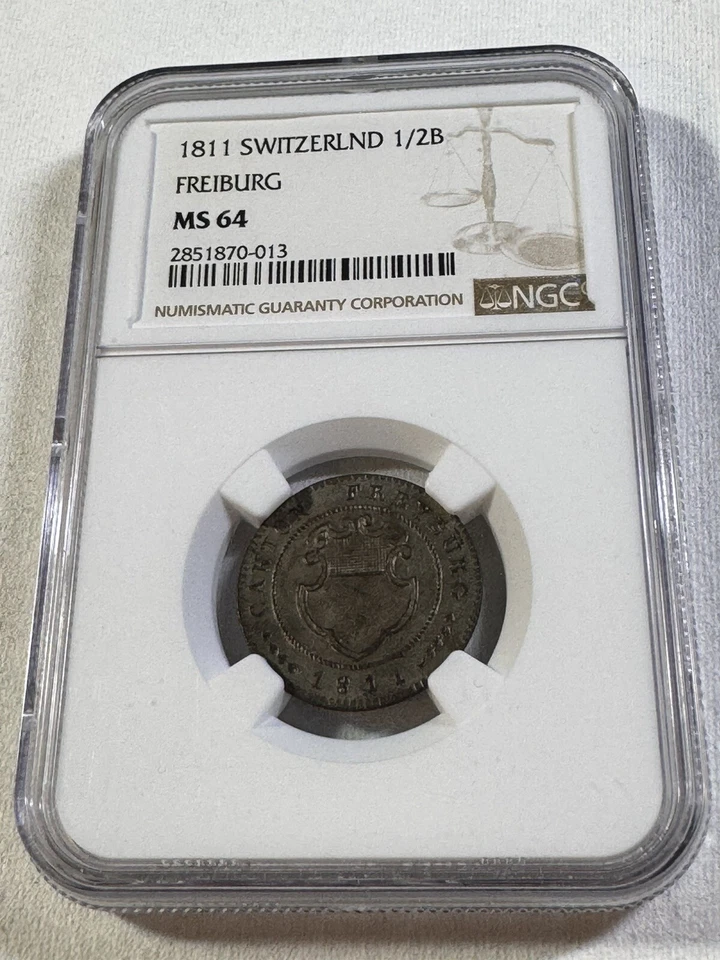 1811 SWITZERLND 1/2B
FREIBURG
MS 64
2851870-013
NUMISMATIC GUARANTY CORPORATION
NGC
CANTON FREYBURG
1811